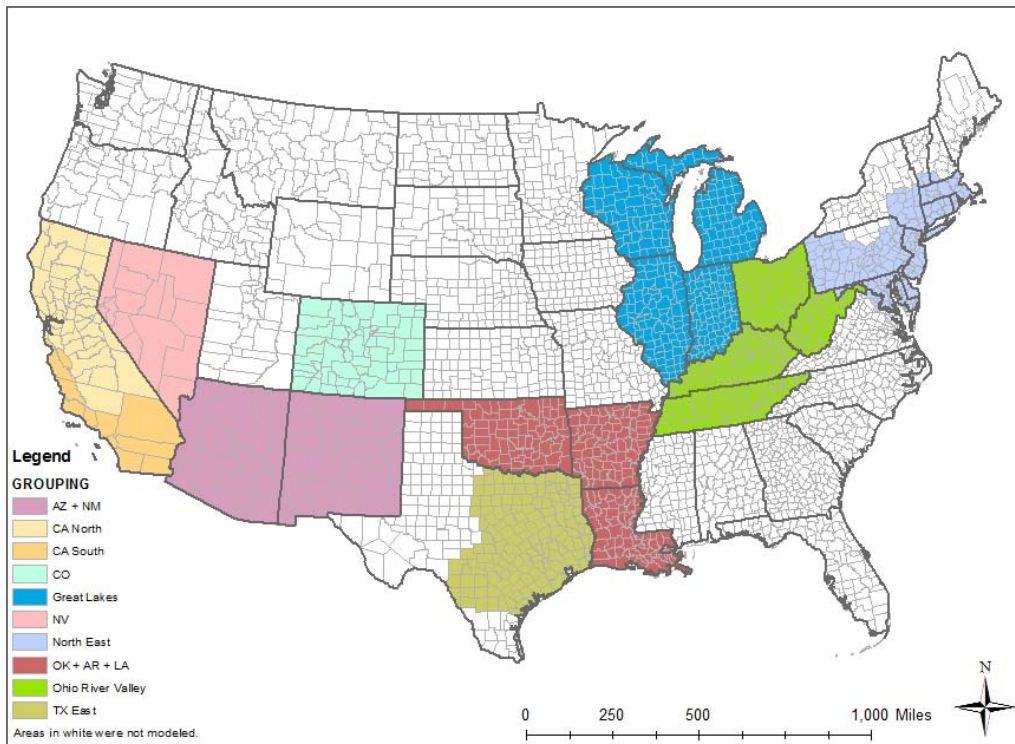 Legend
GROUPING
AZ + NM
CA North
CA South
CO
Great Lakes
NV
North East
OK + AR + LA
Ohio River Valley
TX East
Areas in white were not modeled.
0 250 500 1,000 Miles
N